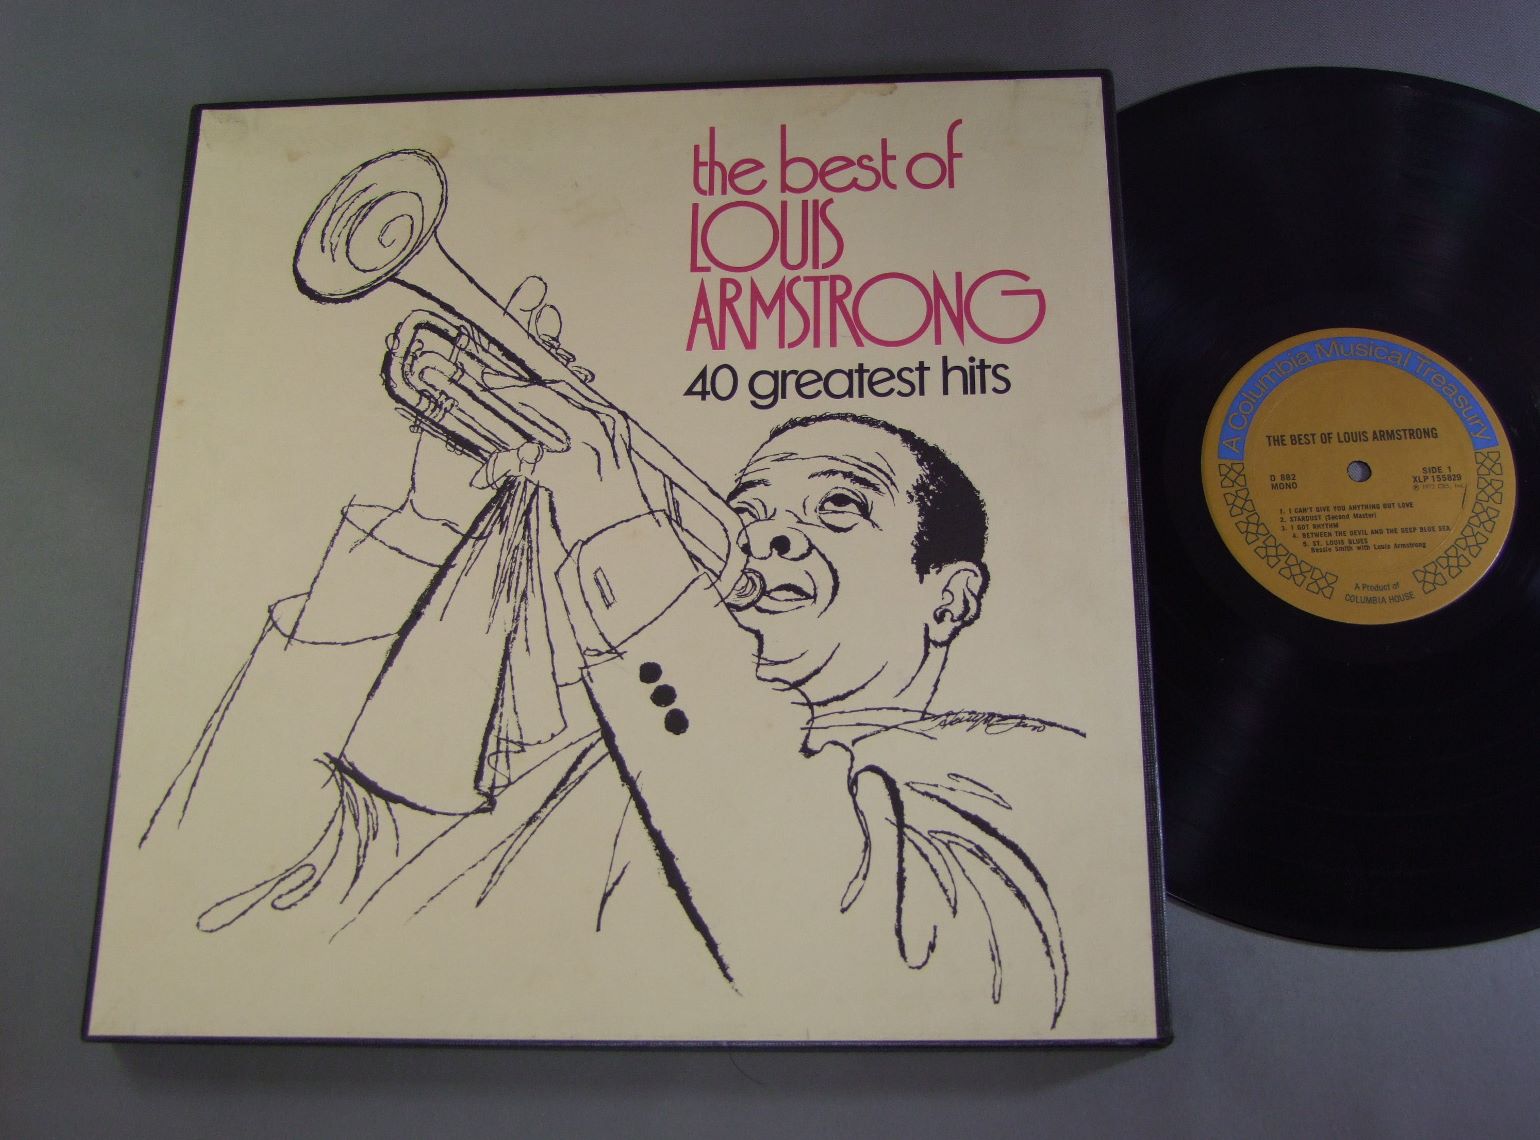 the best of
LOUIS
ARMSTRONG
40 greatest hits
A Columbia Musical Treasury
THE BEST OF LOUIS ARMSTRONG
D 882
MONO
SIDE 1
XLP 155829
1. I CAN'T GIVE YOU ANYTHING BUT LOVE
2. STARDUST (Second Master)
3. I GOT RHYTHM
4. BETWEEN THE DEVIL AND THE DEEP BLUE SEA
5. ST. LOUIS BLUES
Bessie Smith with Louis Armstrong
A Product of
COLUMBIA HOUSE